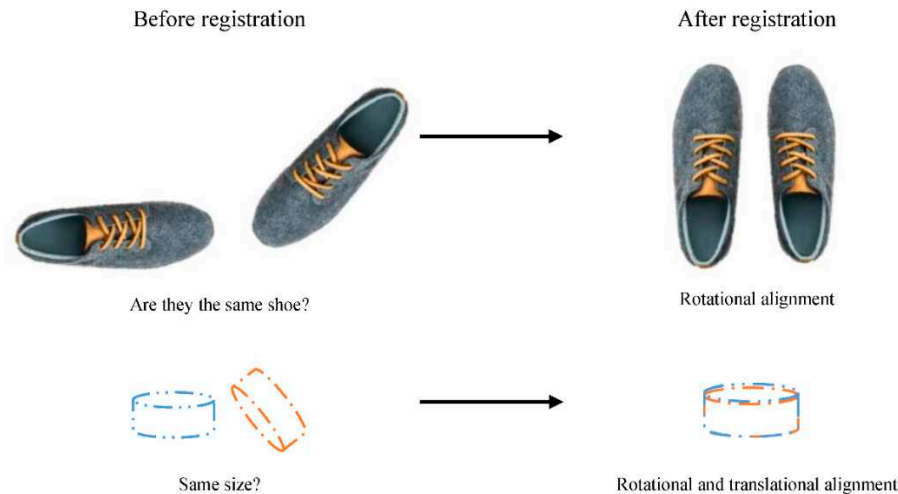 Before registration
After registration
Are they the same shoe?
Rotational alignment
Same size?
Rotational and translational alignment